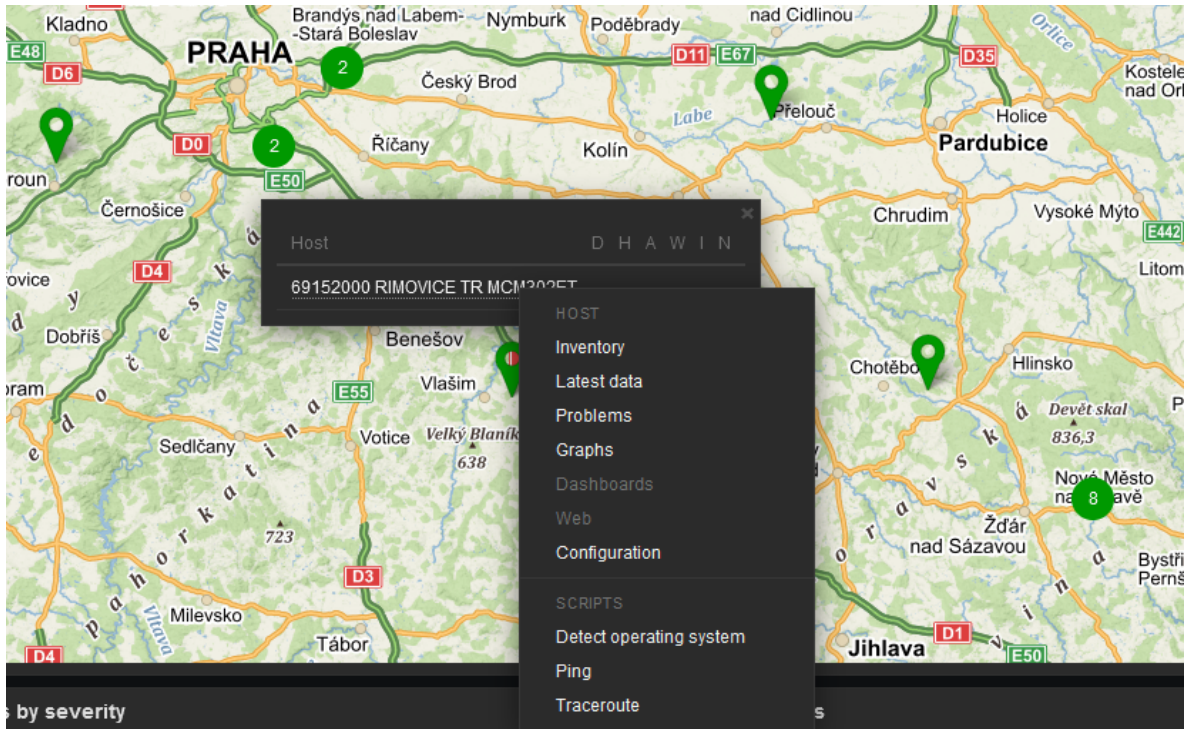 Kladno
Brandýs nad Labem-
-Stará Boleslav
Nymburk
Poděbrady
nad Cidlinou
Orlice
E48
D6
PRAHA
2
D11
E67
D35
Český Brod
Kostele
nad Orl
Labe
Přelouč
Holice
D0
2
Říčany
Kolín
Pardubice
E50
roun
Černošice
Chrudim
Vysoké Mýto
E442
Host
D H A W I N
69152000 RIMOVICE TR MCM302ET
ovice
D4
Litom
Vltava
Dobříš
Benešov
HOST
Inventory
Latest data
Problems
Graphs
Dashboards
Web
Configuration
SCRIPTS
Detect operating system
Ping
Traceroute
Chotěbo
Hlinsko
bram
Vlašim
E55
Devět skal
836,3
Sedlčany
Votice
Velký Blaník
638
Nové Město
8
723
Žďár
nad Sázavou
Bystři
Pernš
D3
Milevsko
Vltava
Tábor
D4
Jihlava
D1
E50
s by severity
s